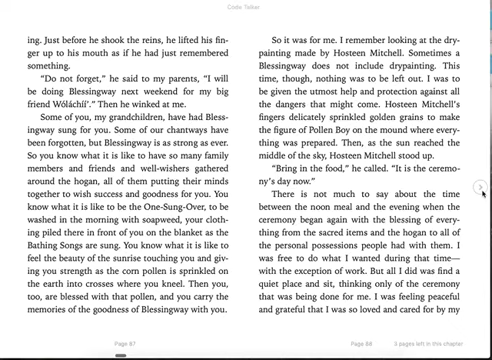 Code Talker
ing. Just before he shook the reins, he lifted his fin-
ger up to his mouth as if he had just remembered
something.
“Do not forget,” he said to my parents, “I will
be doing Blessingway next weekend for my big
friend Wóláchíí’.” Then he winked at me.
Some of you, my grandchildren, have had Bless-
ingway sung for you. Some of our chantways have
been forgotten, but Blessingway is as strong as ever.
So you know what it is like to have so many family
members and friends and well-wishers gathered
around the hogan, all of them putting their minds
together to wish success and goodness for you. You
know what it is like to be the One-Sung-Over, to be
washed in the morning with soapweed, your cloth-
ing piled there in front of you on the blanket as the
Bathing Songs are sung. You know what it is like to
feel the beauty of the sunrise touching you and giv-
ing you strength as the corn pollen is sprinkled on
the earth into crosses where you kneel. Then you,
too, are blessed with that pollen, and you carry the
memories of the goodness of Blessingway with you.
Page 87
So it was for me. I remember looking at the dry-
painting made by Hosteen Mitchell. Sometimes a
Blessingway does not include drypainting. This
time, though, nothing was to be left out. I was to
be given the utmost help and protection against all
the dangers that might come. Hosteen Mitchell’s
fingers delicately sprinkled golden grains to make
the figure of Pollen Boy on the mound where every-
thing was prepared. Then, as the sun reached the
middle of the sky, Hosteen Mitchell stood up.
“Bring in the food,” he called. “It is the ceremo-
ny’s day now.”
There is not much to say about the time
between the noon meal and the evening when the
ceremony began again with the blessing of every-
thing from the sacred items and the hogan to all of
the personal possessions people had with them. I
was free to do what I wanted during that time—
with the exception of work. But all I did was find a
quiet place and sit, thinking only of the ceremony
that was being done for me. I was feeling peaceful
and grateful that I was so loved and cared for by my
Page 88
3 pages left in this chapter